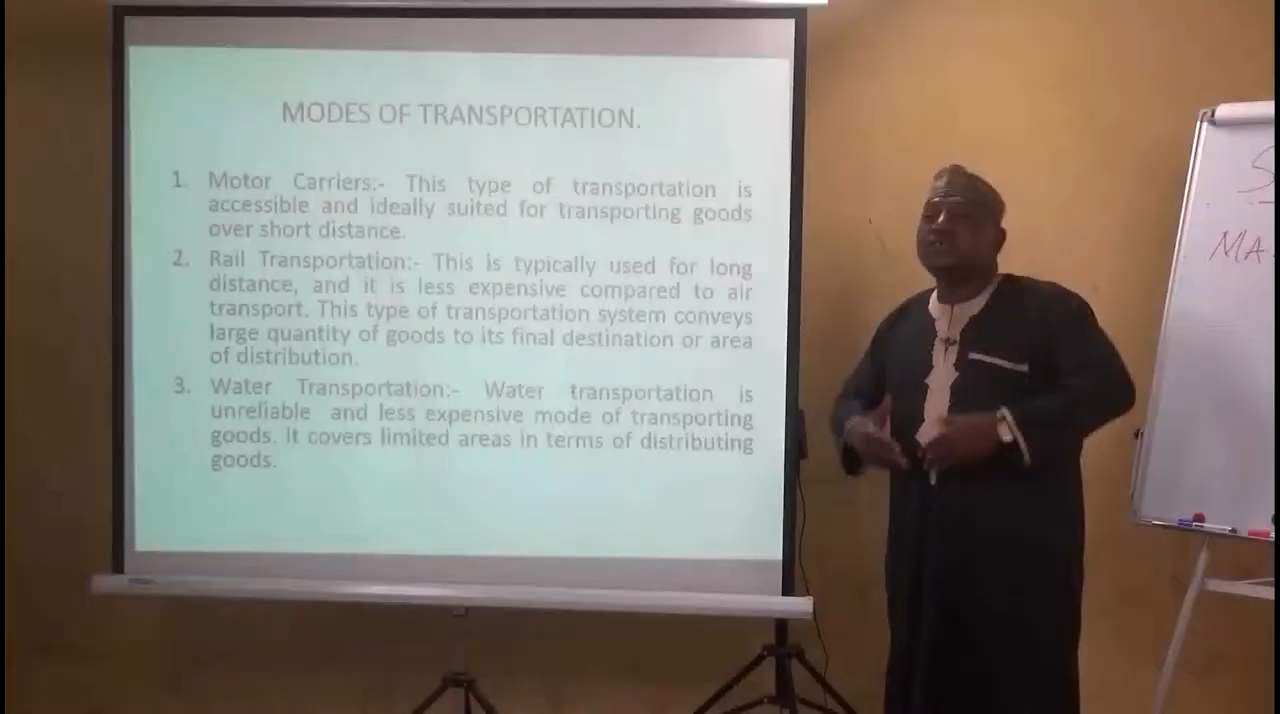 MODES OF TRANSPORTATION.
1. Motor Carriers:- This type of transportation is
accessible and ideally suited for transporting goods
over short distance.
2. Rail Transportation:- This is typically used for long
distance, and it is less expensive compared to air
transport. This type of transportation system conveys
large quantity of goods to its final destination or area
of distribution.
3. Water Transportation:- Water transportation is
unreliable and less expensive mode of transporting
goods. It covers limited areas in terms of distributing
goods.
S
MA